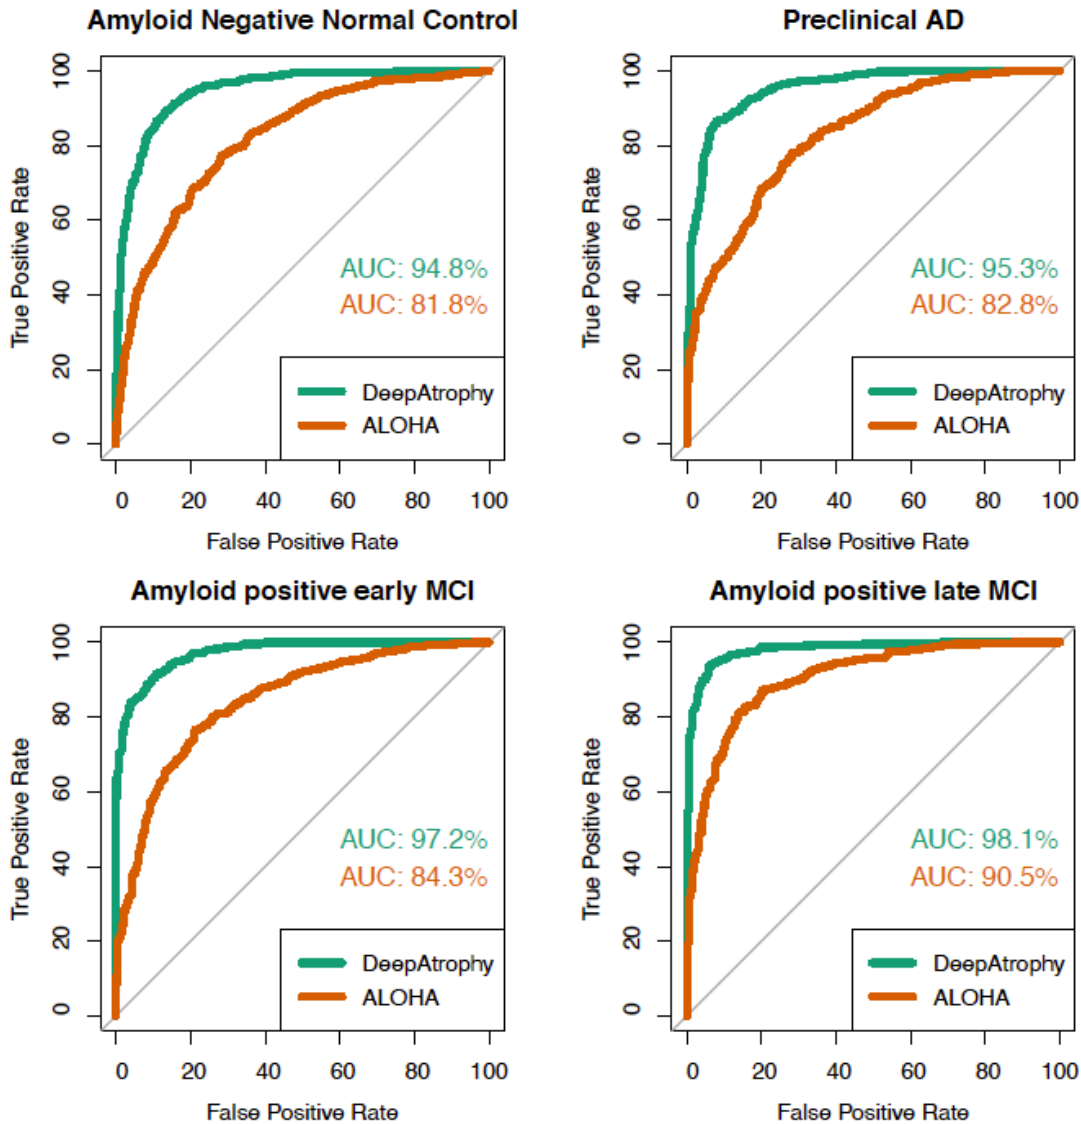 Amyloid Negative Normal Control
True Positive Rate
100
80
60
40
20
0
AUC: 94.8%
AUC: 81.8%
DeepAtrophy
ALOHA
0 20 40 60 80 100
False Positive Rate
Preclinical AD
True Positive Rate
100
80
60
40
20
0
AUC: 95.3%
AUC: 82.8%
DeepAtrophy
ALOHA
0 20 40 60 80 100
False Positive Rate
Amyloid positive early MCI
True Positive Rate
100
80
60
40
20
0
AUC: 97.2%
AUC: 84.3%
DeepAtrophy
ALOHA
0 20 40 60 80 100
False Positive Rate
Amyloid positive late MCI
True Positive Rate
100
80
60
40
20
0
AUC: 98.1%
AUC: 90.5%
DeepAtrophy
ALOHA
0 20 40 60 80 100
False Positive Rate